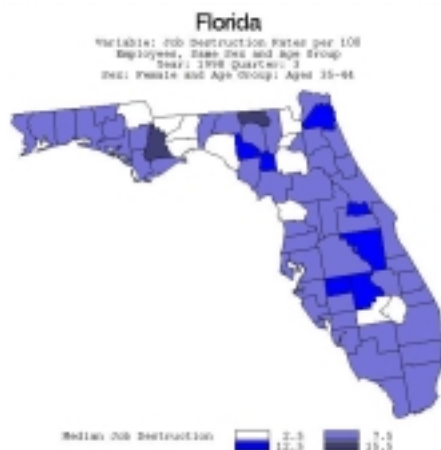 Florida
Variable: Job Destruction Rates per 100
Employees, Same Sex and Age Group
Year: 1998 Quarter: 3
Sex: Female and Age Group: Ages 35-44
Median Job Destruction 2.5 7.5
12.5 15.5